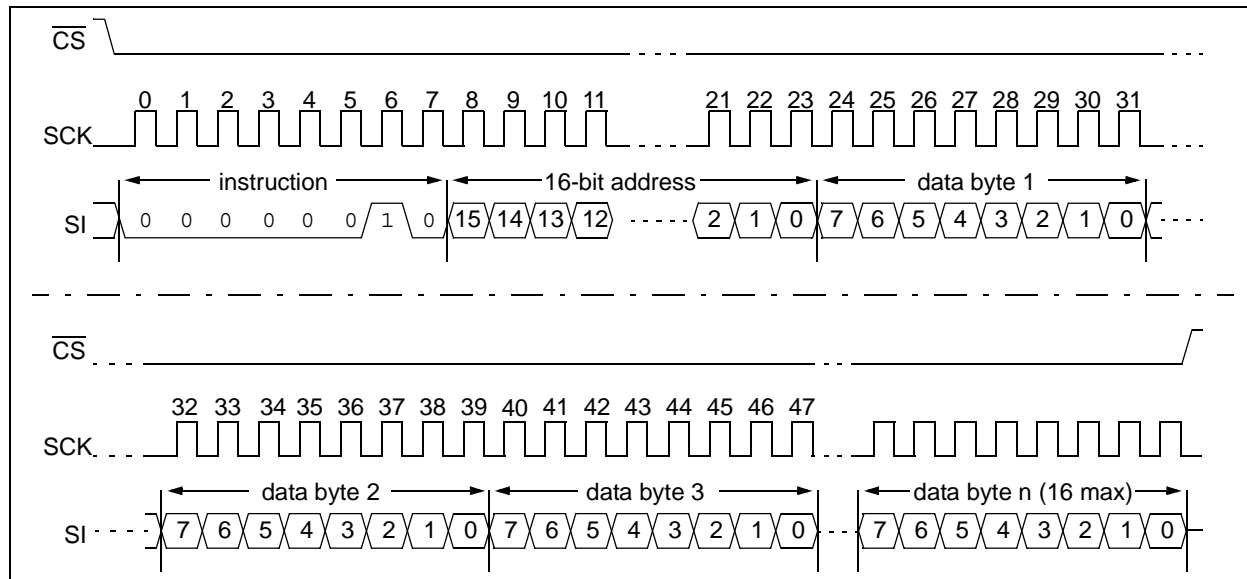 CS
0 1 2 3 4 5 6 7 8 9 10 11 21 22 23 24 25 26 27 28 29 30 31
SCK
instruction 16-bit address data byte 1
SI 0 0 0 0 0 0 1 0 15 14 13 12 2 1 0 7 6 5 4 3 2 1 0
CS
32 33 34 35 36 37 38 39 40 41 42 43 44 45 46 47
SCK
data byte 2 data byte 3 data byte n (16 max)
SI 7 6 5 4 3 2 1 0 7 6 5 4 3 2 1 0 7 6 5 4 3 2 1 0